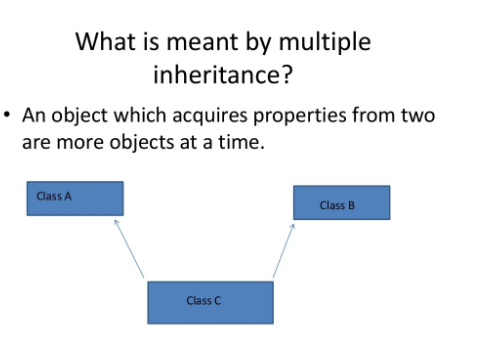 What is meant by multiple
inheritance?
• An object which acquires properties from two
are more objects at a time.
Class A
Class B
Class C